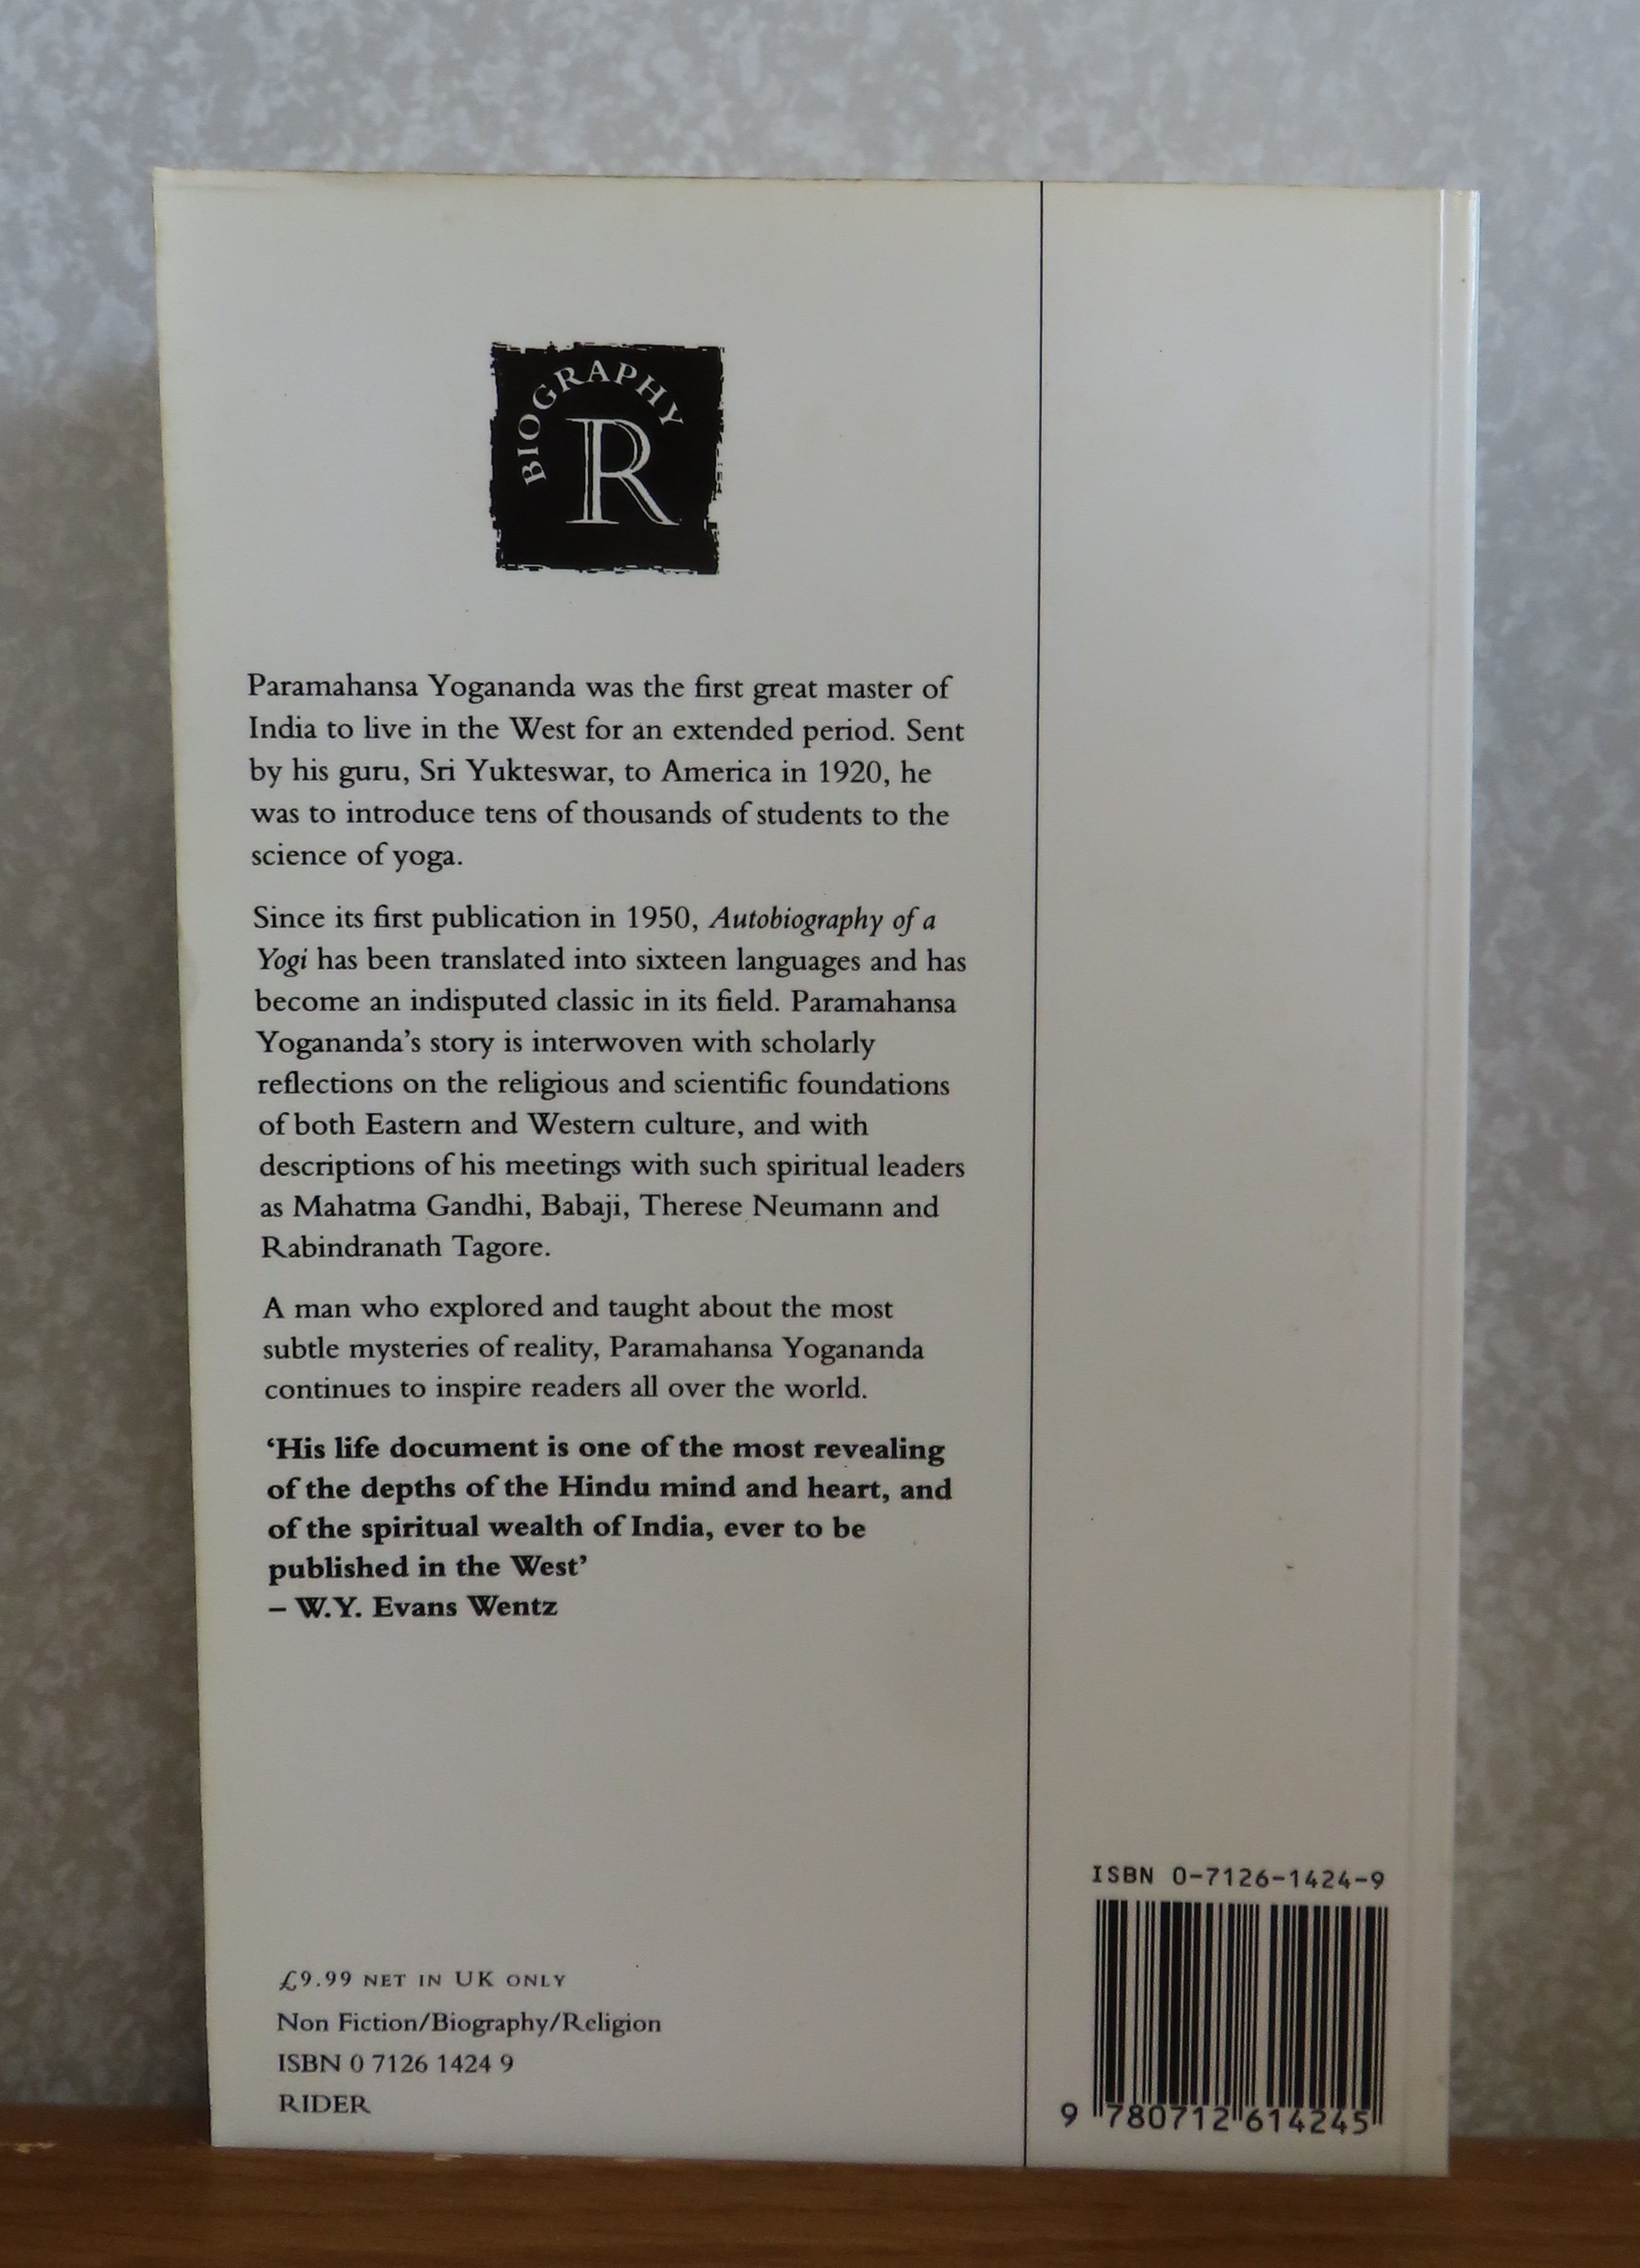 BIOGRAPHY
R
Paramahansa Yogananda was the first great master of
India to live in the West for an extended period. Sent
by his guru, Sri Yukteswar, to America in 1920, he
was to introduce tens of thousands of students to the
science of yoga.
Since its first publication in 1950, Autobiography of a
Yogi has been translated into sixteen languages and has
become an indisputed classic in its field. Paramahansa
Yogananda’s story is interwoven with scholarly
reflections on the religious and scientific foundations
of both Eastern and Western culture, and with
descriptions of his meetings with such spiritual leaders
as Mahatma Gandhi, Babaji, Therese Neumann and
Rabindranath Tagore.
A man who explored and taught about the most
subtle mysteries of reality, Paramahansa Yogananda
continues to inspire readers all over the world.
‘His life document is one of the most revealing
of the depths of the Hindu mind and heart, and
of the spiritual wealth of India, ever to be
published in the West’
– W.Y. Evans Wentz
£9.99 NET IN UK ONLY
Non Fiction/Biography/Religion
ISBN 0 7126 1424 9
RIDER
ISBN 0-7126-1424-9
9 780712 614245